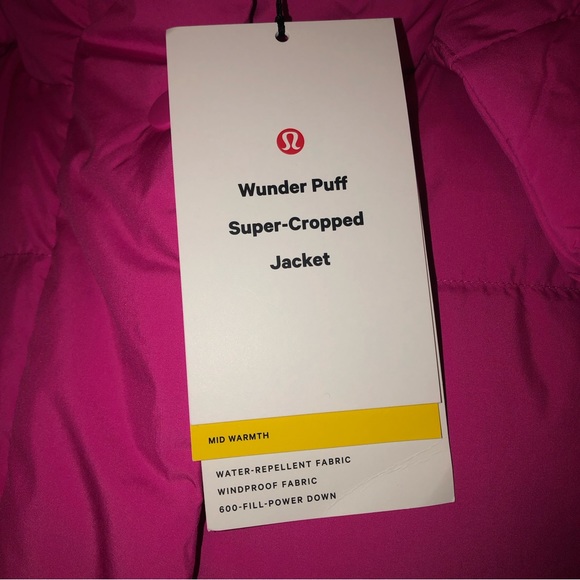 Wunder Puff
Super-Cropped
Jacket
MID WARMTH
WATER-REPELLENT FABRIC
WINDPROOF FABRIC
600-FILL-POWER DOWN